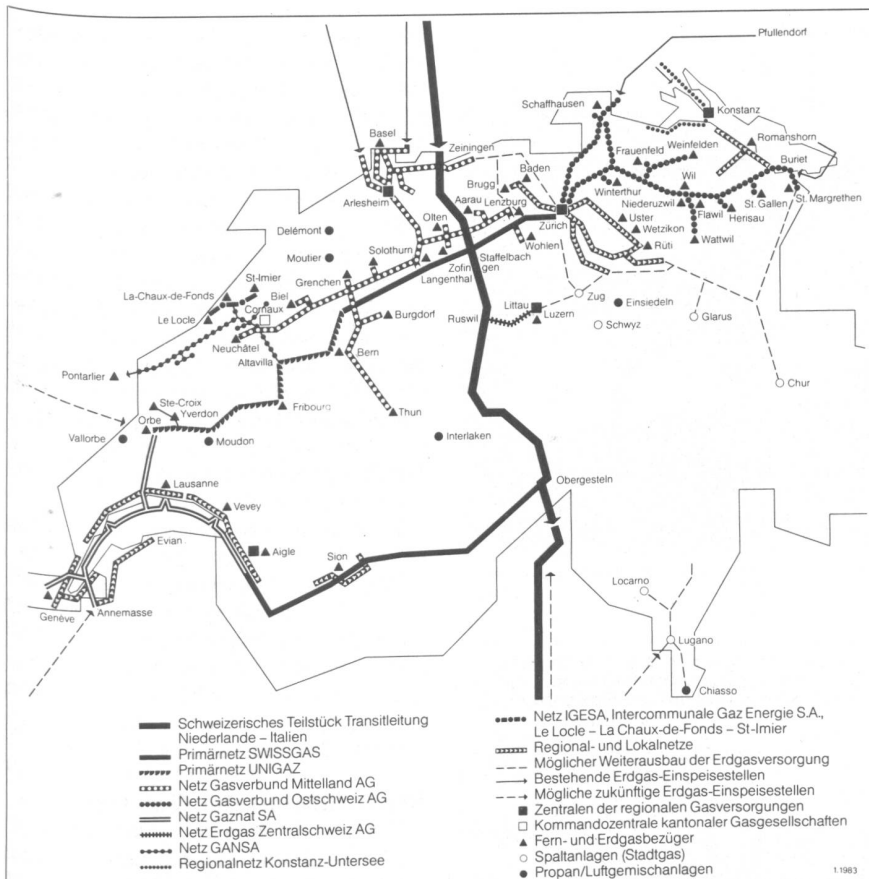 Pfullendorf
Schaffhausen
Konstanz
Basel
Zeiningen
Romanshorn
Frauenfeld
Weinfelden
Buriet
Baden
Brugg
Wil
Arlesheim
Lenzburg
Winterthur
Aarau
Niederuzwil
St. Gallen
St. Margrethen
Olten
Zürich
Uster
Flawil
Herisau
Delémont
Wetzikon
Solothurn
Wohlen
Rüti
Wattwil
Moutier
Staffelbach
Zofingen
Grenchen
Langenthal
St-Imier
La-Chaux-de-Fonds
Biel
Zug
Cornaux
Littau
Einsiedeln
Le Locle
Burgdorf
Ruswil
Luzern
Glarus
Schwyz
Neuchâtel
Altavilla
Bern
Pontarlier
Chur
Ste-Croix
Yverdon
Fribourg
Thun
Orbe
Vallorbe
Moudon
Interlaken
Lausanne
Obergesteln
Vevey
Evian
Aigle
Sion
Locarno
Genève
Annemasse
Lugano
Chiasso
Schweizerisches Teilstück Transitleitung
Niederlande – Italien
Primärnetz SWISSGAS
Primärnetz UNIGAZ
Netz Gasverbund Mittelland AG
Netz Gasverbund Ostschweiz AG
Netz Gaznat SA
Netz Erdgas Zentralschweiz AG
Netz GANSA
Regionalnetz Konstanz-Untersee
Netz IGESA, Intercommunale Gaz Energie S.A.,
Le Locle – La Chaux-de-Fonds – St-Imier
Regional- und Lokalnetze
Möglicher Weiterausbau der Erdgasversorgung
Bestehende Erdgas-Einspeisestellen
Mögliche zukünftige Erdgas-Einspeisestellen
Zentralen der regionalen Gasversorgungen
Kommandozentrale kantonaler Gasgesellschaften
Fern- und Erdgasbezüger
Spaltanlagen (Stadtgas)
Propan/Luftgemischanlagen
1.1983